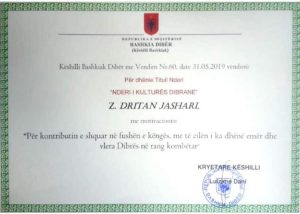 REPUBLIKA E SHQIPËRISË
BASHKIA DIBËR
(Këshilli Bashkiak)
Këshilli Bashkiak Dibër me Vendim Nr.60, date 31.05.2019 vendosi
Për dhënie Titull Nderi
"NDERI I KULTURËS DIBRANE"
Z. DRITAN JASHARI,
me motivacionin:
"Për kontributin e shquar në fushën e këngës, me të cilën i ka dhënë emër dhe
vlera Dibrës në rang kombëtar"
KRYETARE KËSHILLI
Dani